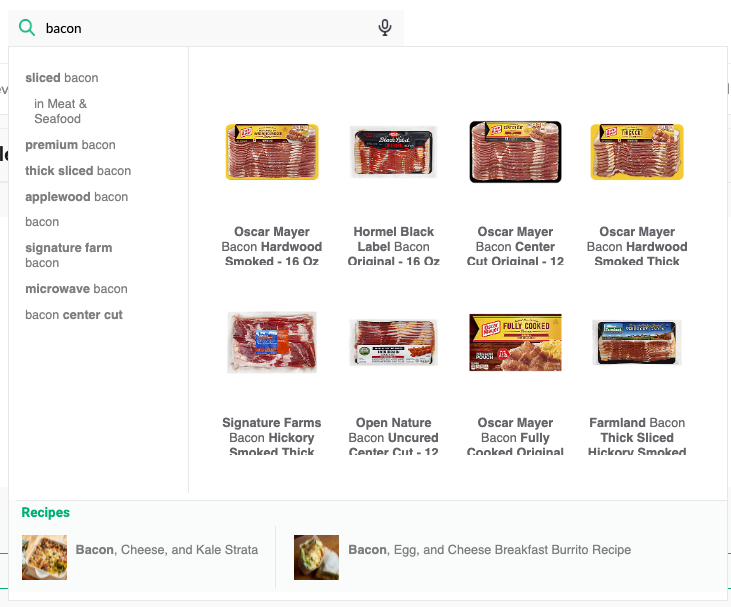 bacon
sliced bacon
in Meat &
Seafood
premium bacon
thick sliced bacon
applewood bacon
bacon
signature farm
bacon
microwave bacon
bacon center cut
Oscar Mayer
Bacon Hardwood
Smoked - 16 Oz
Hormel Black
Label Bacon
Original - 16 Oz
Oscar Mayer
Bacon Center
Cut Original - 12
Oscar Mayer
Bacon Hardwood
Smoked Thick
FULLY COOKED
Signature Farms
Bacon Hickory
Smoked Thick
Open Nature
Bacon Uncured
Center Cut - 12
Oscar Mayer
Bacon Fully
Cooked Original
Farmland Bacon
Thick Sliced
Hickory Smoked
Recipes
Bacon, Cheese, and Kale Strata
Bacon, Egg, and Cheese Breakfast Burrito Recipe